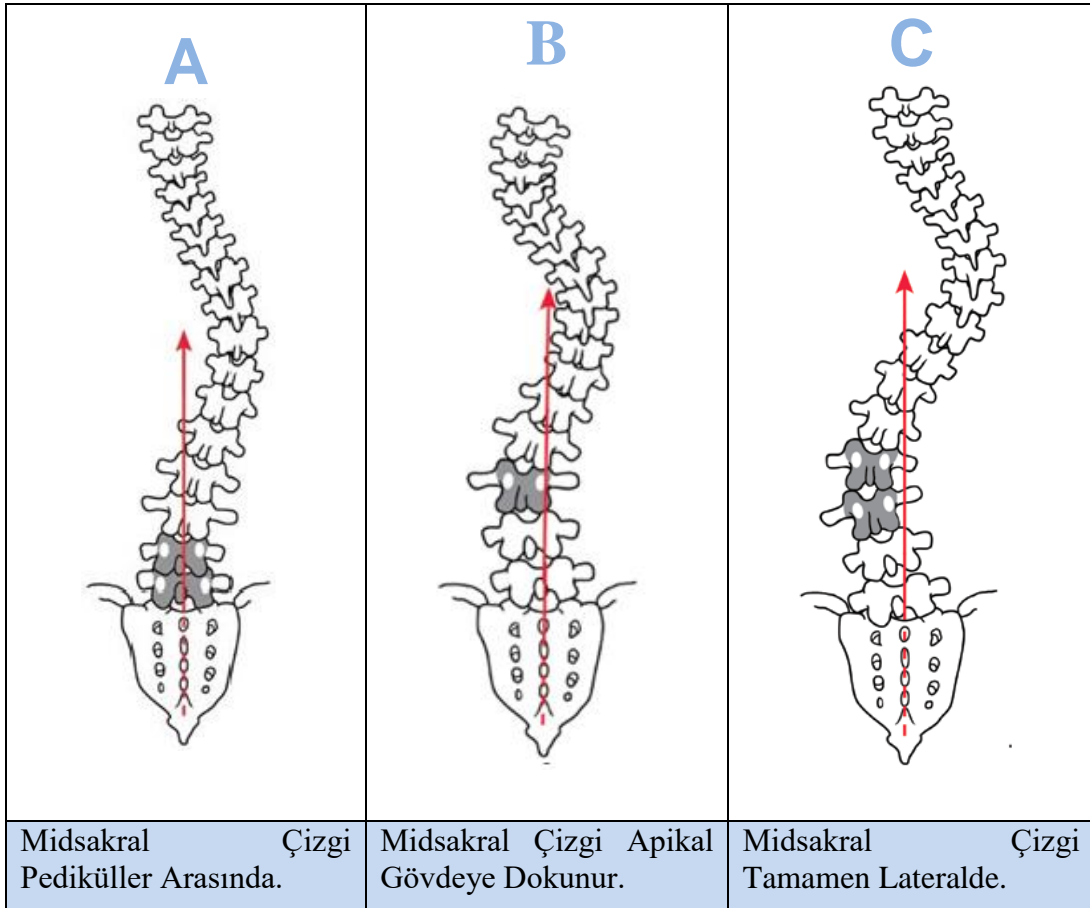 A
B
C
Midsakral Çizgi
Pediküller Arasında.
Midsakral Çizgi Apikal
Gövdeye Dokunur.
Midsakral Çizgi
Tamamen Lateralde.